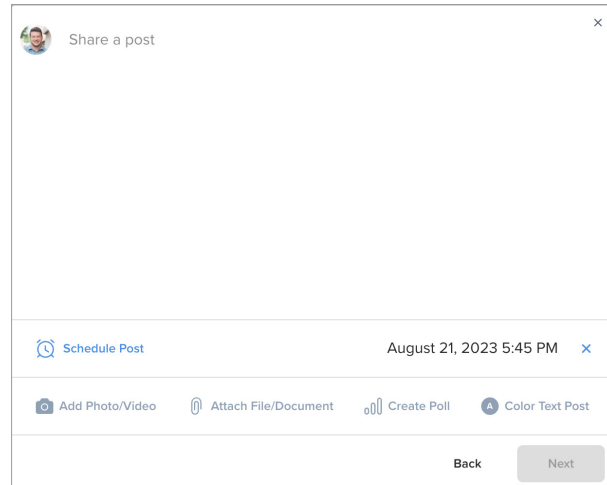 Share a post
Schedule Post August 21, 2023 5:45 PM
Add Photo/Video Attach File/Document Create Poll A Color Text Post
Back Next